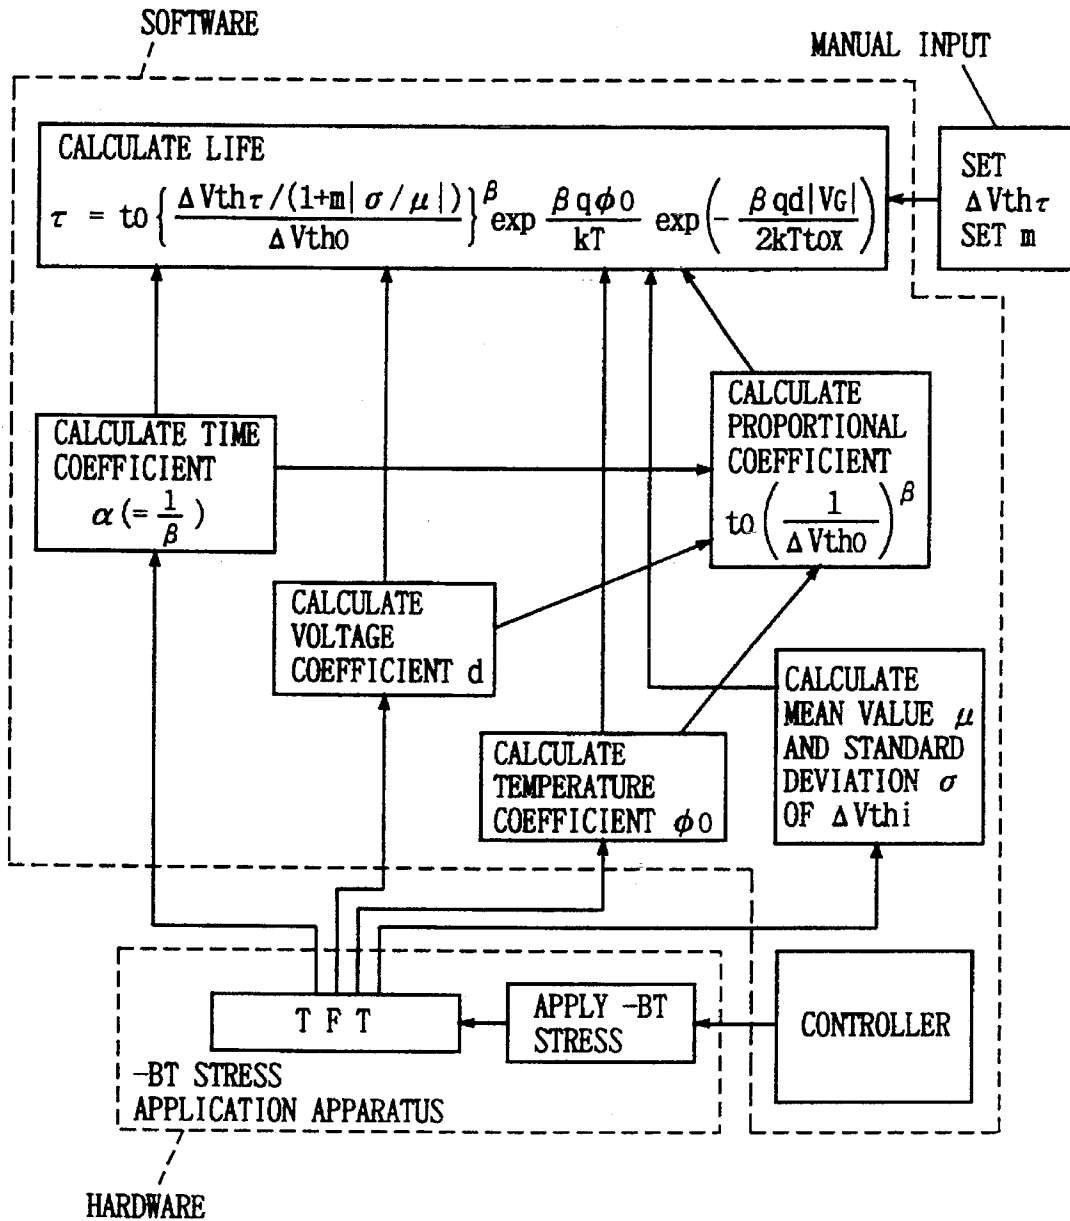 SOFTWARE
MANUAL INPUT
CALCULATE LIFE
τ = t0 { ΔVthτ/(1+m|σ/μ|) / ΔVth0 }^β exp βqφ0 / kT exp(- βqd|VG| / 2kTtox)
SET
ΔVthτ
SET m
CALCULATE TIME
COEFFICIENT
α(= 1/β)
CALCULATE
PROPORTIONAL
COEFFICIENT
t0 (1 / ΔVth0)^β
CALCULATE
VOLTAGE
COEFFICIENT d
CALCULATE
TEMPERATURE
COEFFICIENT φ0
CALCULATE
MEAN VALUE μ
AND STANDARD
DEVIATION σ
OF ΔVthi
T F T
APPLY -BT
STRESS
CONTROLLER
-BT STRESS
APPLICATION APPARATUS
HARDWARE